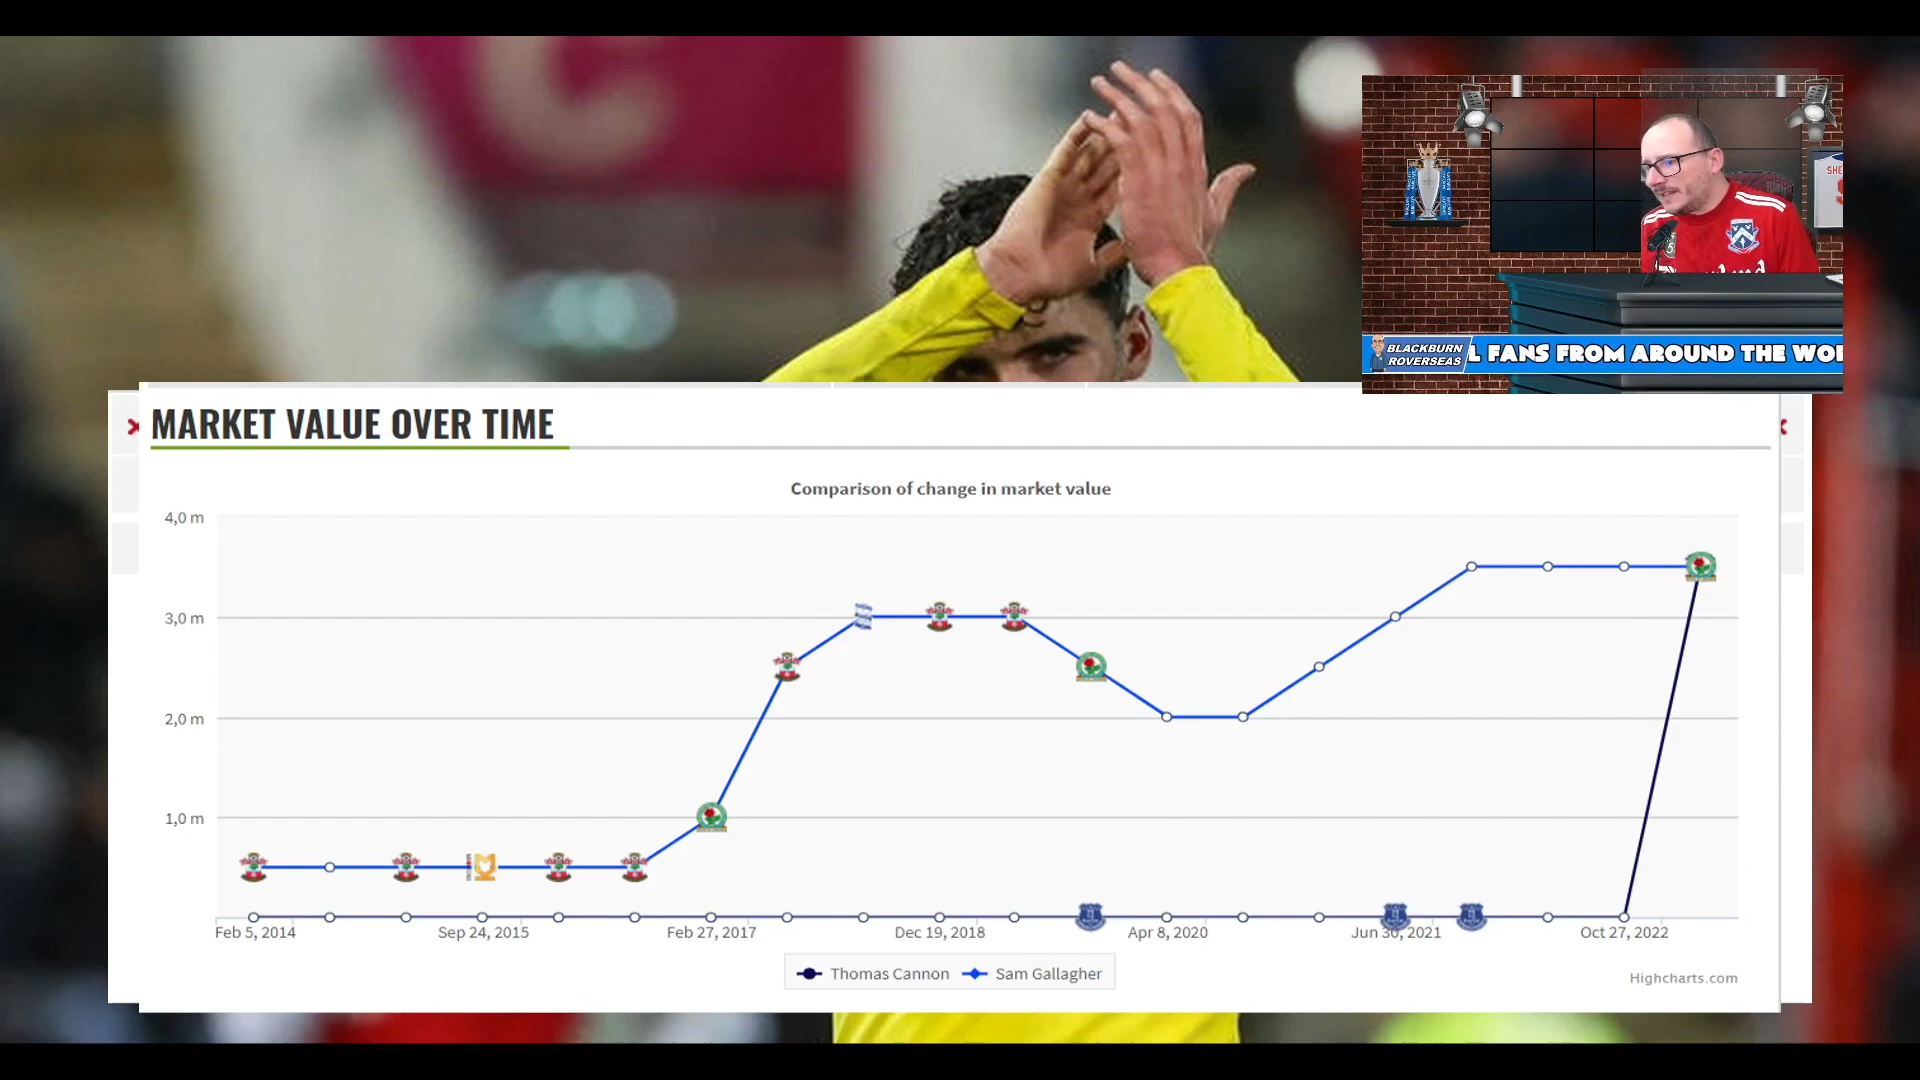 SHE
BLACKBURN
ROVERSEAS
L FANS FROM AROUND THE WOR
MARKET VALUE OVER TIME
Comparison of change in market value
4,0 m
3,0 m
2,0 m
1,0 m
Feb 5, 2014
Sep 24, 2015
Feb 27, 2017
Dec 19, 2018
Apr 8, 2020
Jun 30, 2021
Oct 27, 2022
Thomas Cannon
Sam Gallagher
Highcharts.com